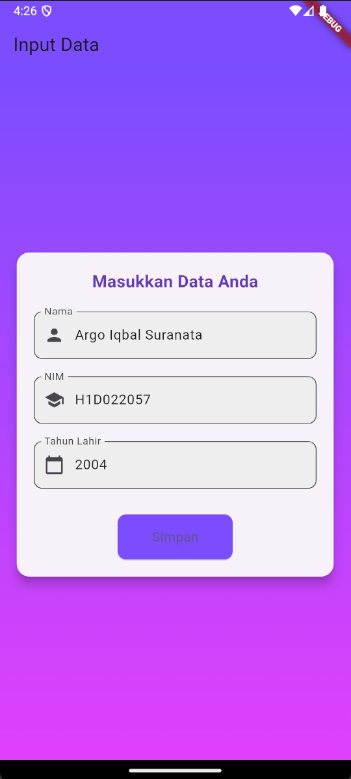 4:26
DEBUG
Input Data
Masukkan Data Anda
Nama
Argo Iqbal Suranata
NIM
H1D022057
Tahun Lahir
2004
Simpan